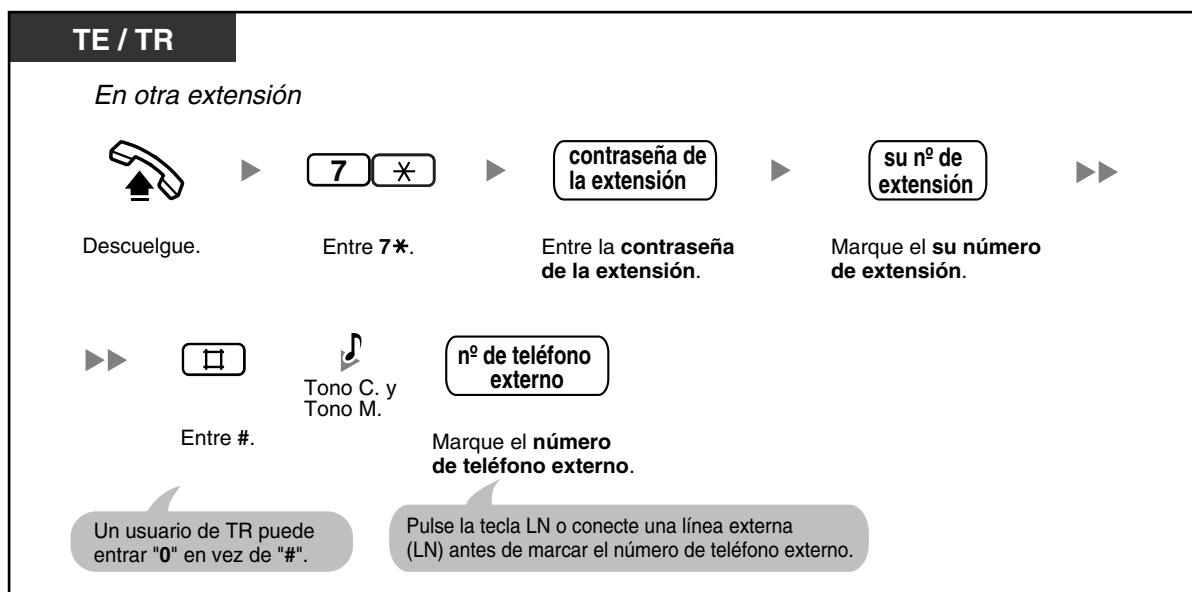 TE / TR
En otra extensión
7 ✳
contraseña de
la extensión
su nº de
extensión
Descuelgue.
Entre 7✳.
Entre la contraseña
de la extensión.
Marque el su número
de extensión.
#
Tono C. y
Tono M.
nº de teléfono
externo
Entre #.
Marque el número
de teléfono externo.
Un usuario de TR puede
entrar "0" en vez de "#".
Pulse la tecla LN o conecte una línea externa
(LN) antes de marcar el número de teléfono externo.